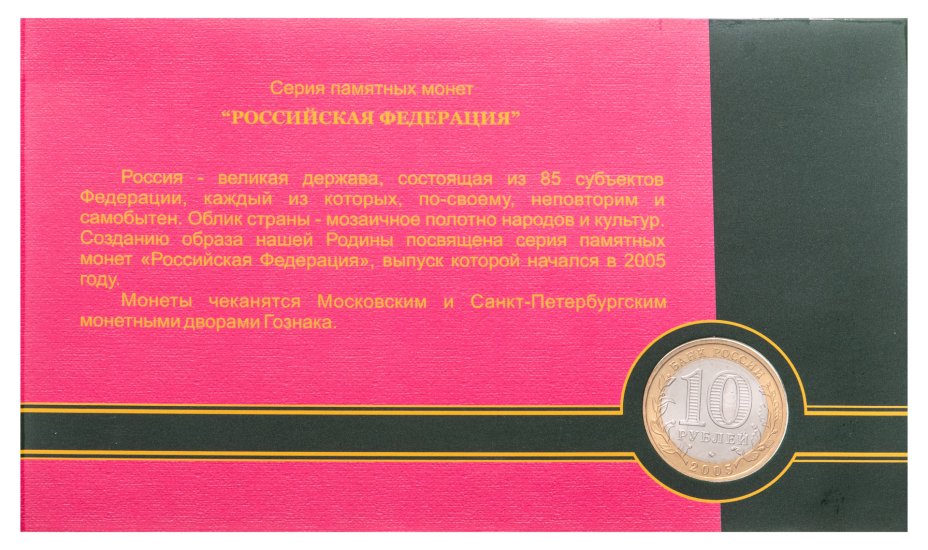 Серия памятных монет
“РОССИЙСКАЯ ФЕДЕРАЦИЯ”
Россия - великая держава, состоящая из 85 субъектов
Федерации, каждый из которых, по-своему, неповторим и
самобытен. Облик страны - мозаичное полотно народов и культур.
Созданию образа нашей Родины посвящена серия памятных
монет «Российская Федерация», выпуск которой начался в 2005
году.
Монеты чеканятся Московским и Санкт-Петербургским
монетными дворами Гознака.
БАНК РОССИИ
10
РУБЛЕЙ
2005